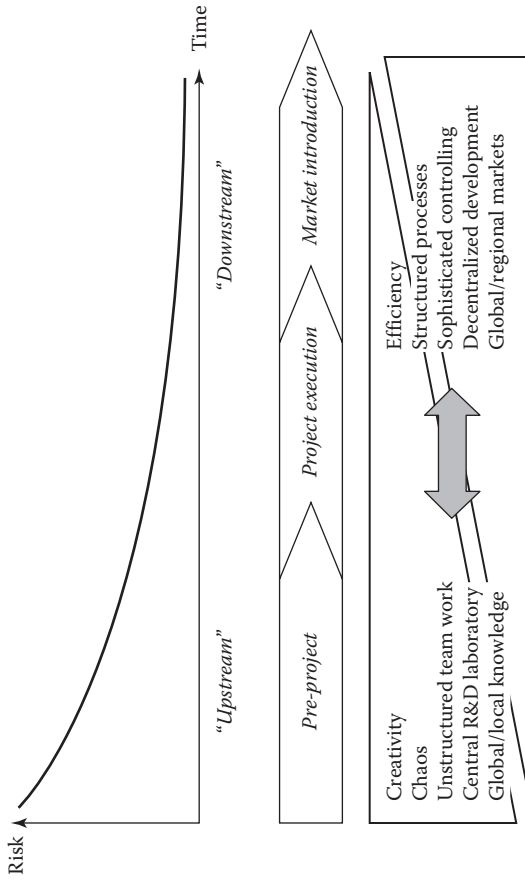 Risk
Time
“Upstream”
“Downstream”
Pre-project
Project execution
Market introduction
Creativity
Chaos
Unstructured team work
Central R&D laboratory
Global/local knowledge
Efficiency
Structured processes
Sophisticated controlling
Decentralized development
Global/regional markets